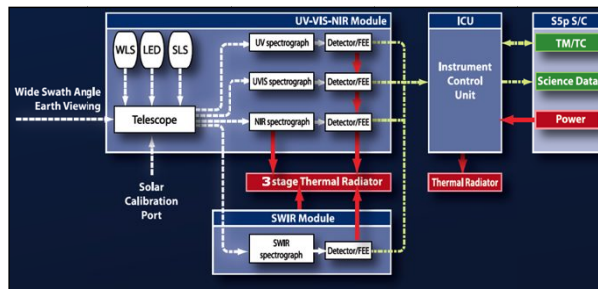 UV-VIS-NIR Module
ICU
S5p S/C
WLS
LED
SLS
UV spectrograph
Detector/FEE
TM/TC
Wide Swath Angle
Earth Viewing
Telescope
UVIS spectrograph
Detector/FEE
Instrument
Control
Unit
Science Data
NIR spectrograph
Detector/FEE
Power
Solar
Calibration
Port
3 stage Thermal Radiator
Thermal Radiator
SWIR Module
SWIR
spectrograph
Detector/FEE